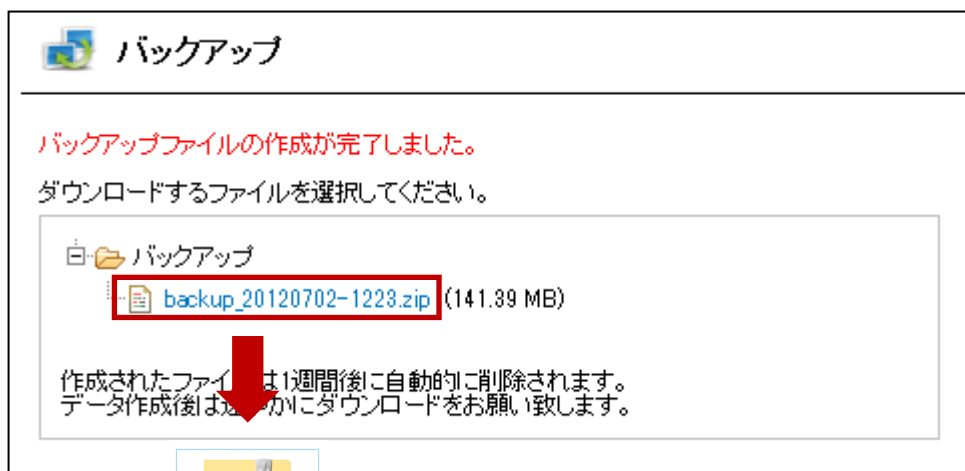 バックアップ
バックアップファイルの作成が完了しました。
ダウンロードするファイルを選択してください。
バックアップ
backup_20120702-1223.zip (141.39 MB)
作成されたファイ は1週間後に自動的に削除されます。
データ作成後は速やかにダウンロードをお願い致します。